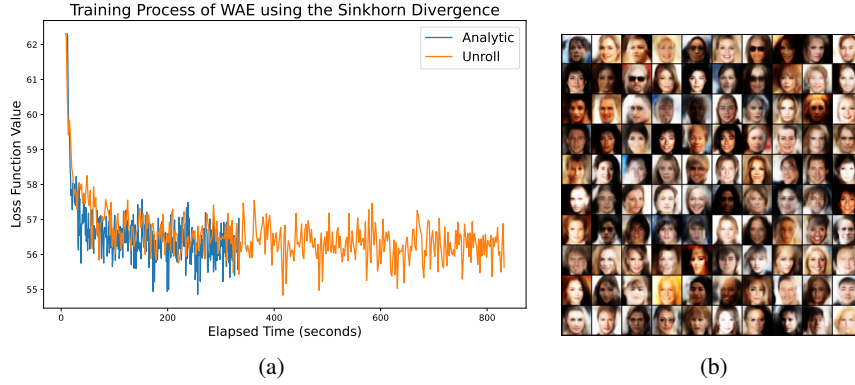 Training Process of WAE using the Sinkhorn Divergence
Analytic
Unroll
62
61
60
59
58
57
56
55
Loss Function Value
0
200
400
600
800
Elapsed Time (seconds)
(a)
(b)